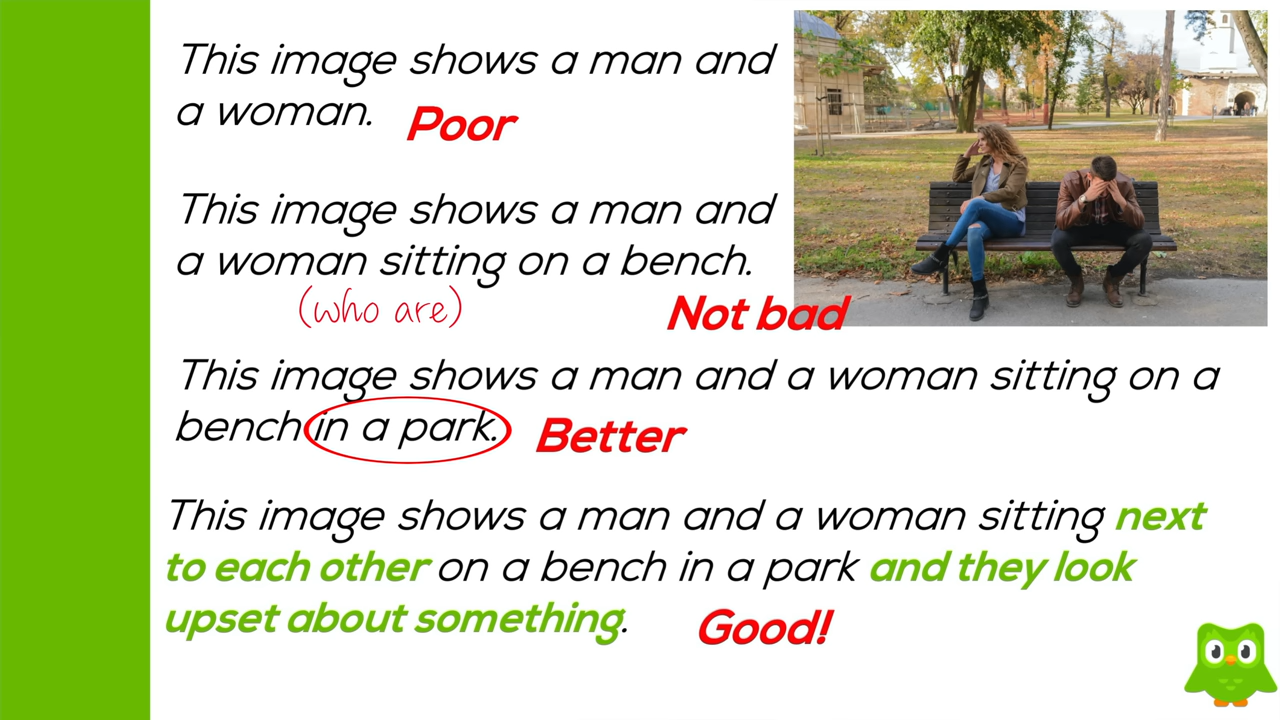 This image shows a man and
a woman. Poor
This image shows a man and
a woman sitting on a bench.
(who are) Not bad
This image shows a man and a woman sitting on a
bench in a park. Better
This image shows a man and a woman sitting next
to each other on a bench in a park and they look
upset about something. Good!